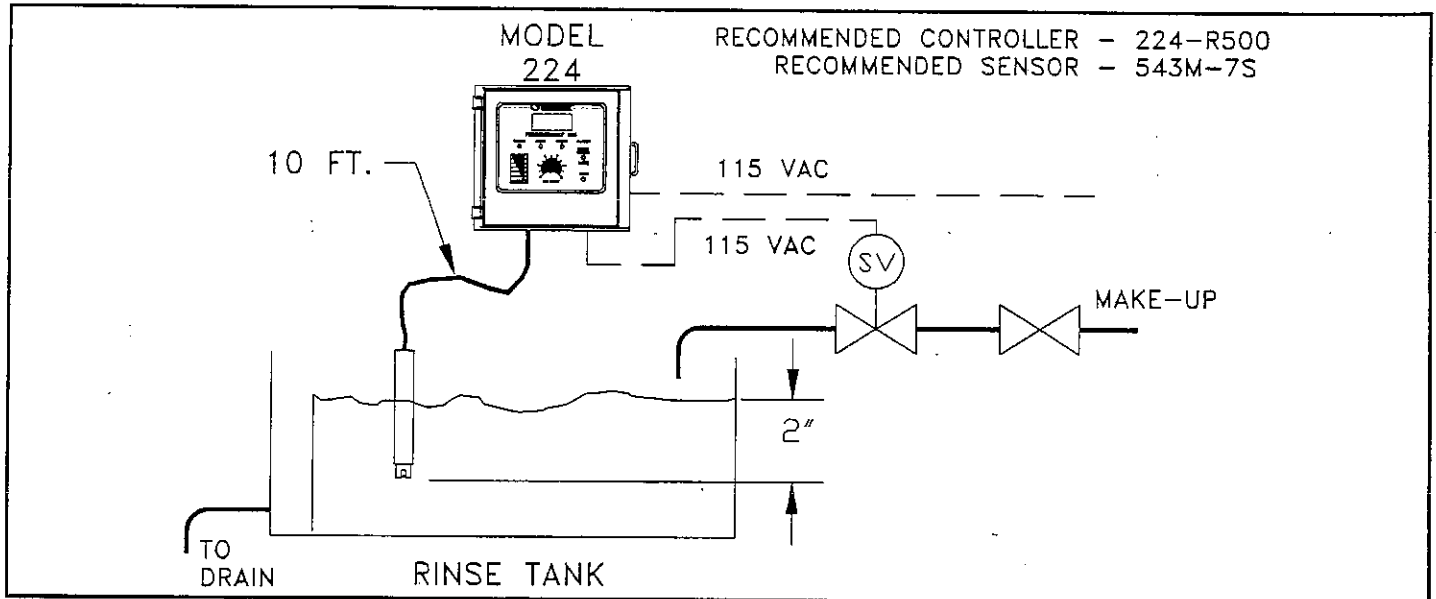 MODEL
224
RECOMMENDED CONTROLLER - 224-R500
RECOMMENDED SENSOR - 543M-7S
10 FT.
115 VAC
115 VAC
SV
MAKE-UP
2"
TO
DRAIN
RINSE TANK